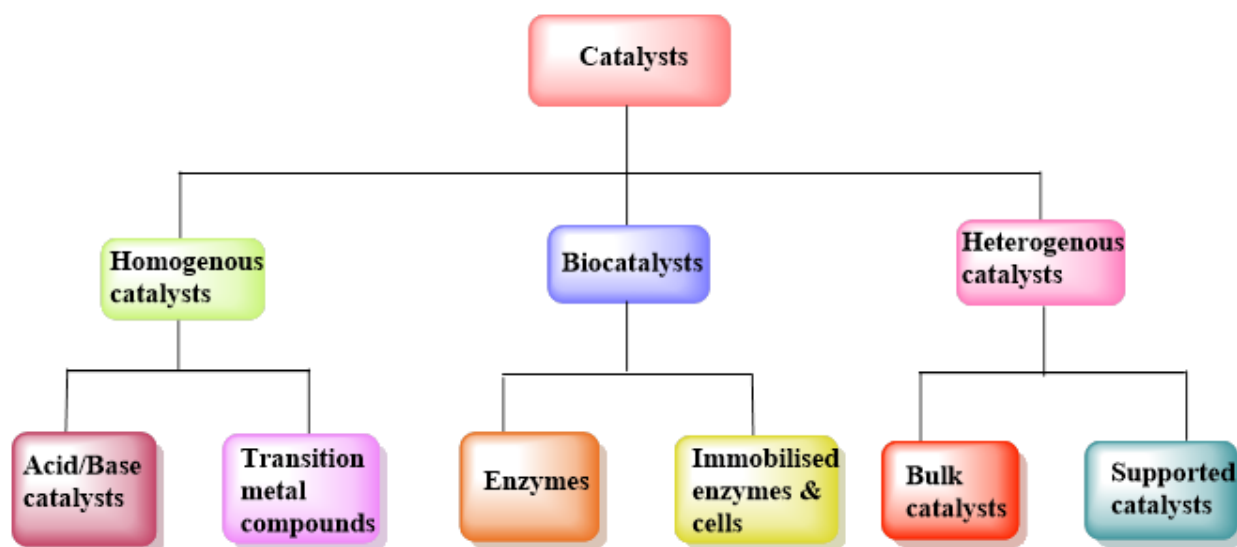 Catalysts
Homogenous
catalysts
Biocatalysts
Heterogenous
catalysts
Acid/Base
catalysts
Transition
metal
compounds
Enzymes
Immobilised
enzymes &
cells
Bulk
catalysts
Supported
catalysts